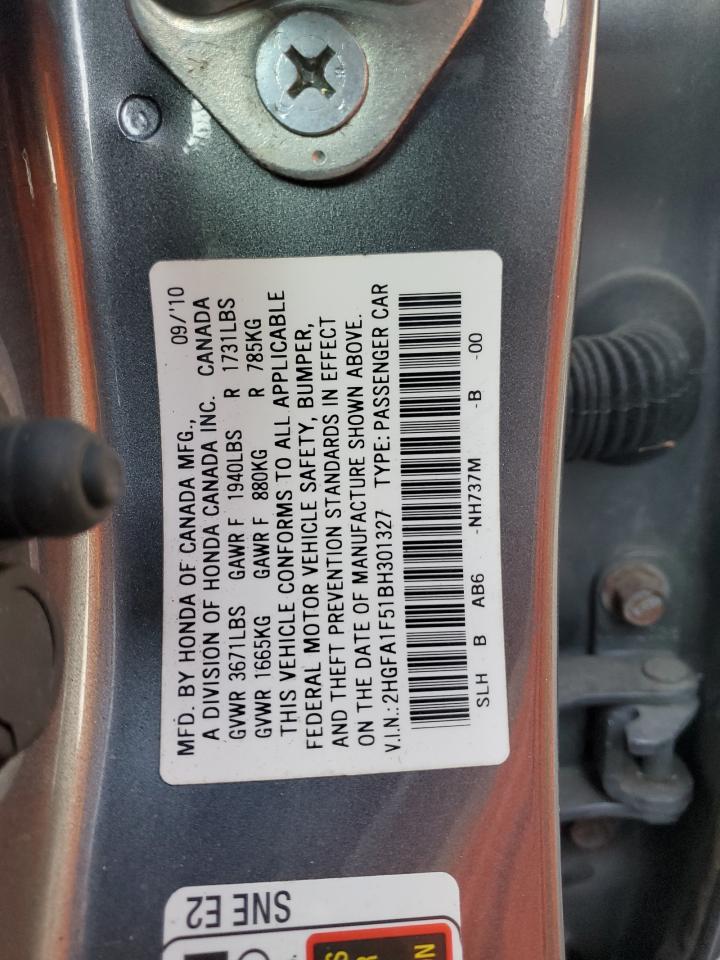 MFD. BY HONDA OF CANADA MFG., 09/'10
A DIVISION OF HONDA CANADA INC. CANADA
GVWR 3671LBS GAWR F 1940LBS R 1731LBS
GVWR 1665KG GAWR F 880KG R 785KG
THIS VEHICLE CONFORMS TO ALL APPLICABLE
FEDERAL MOTOR VEHICLE SAFETY, BUMPER,
AND THEFT PREVENTION STANDARDS IN EFFECT
ON THE DATE OF MANUFACTURE SHOWN ABOVE.
V.I.N.: 2HGFA1F51BH301327 TYPE: PASSENGER CAR
SLH B AB6 -NH737M -B -00
SNE E2